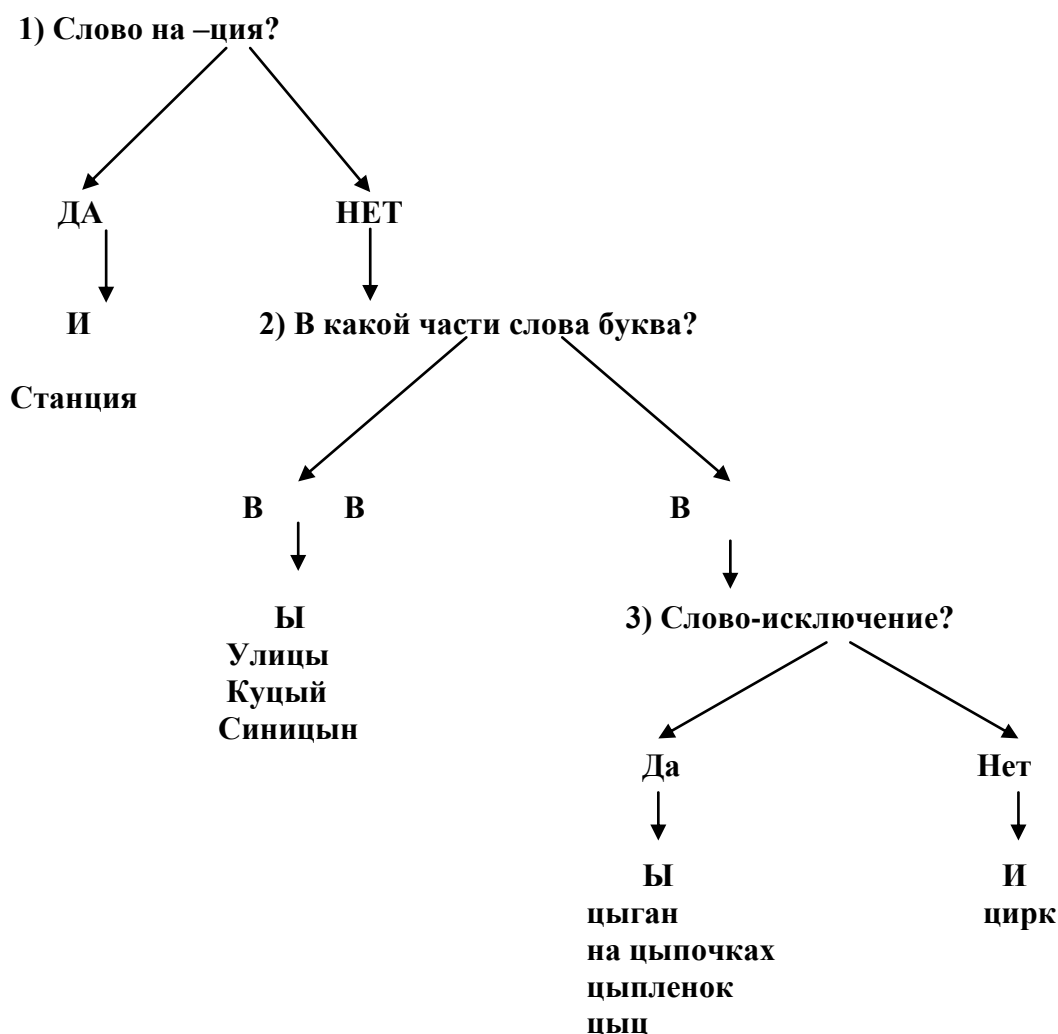 1) Слово на –ция?
ДА НЕТ
И 2) В какой части слова буква?
Станция
В В В
Ы 3) Слово-исключение?
Улицы
Куцый
Синицын
Да Нет
Ы И
цыган цирк
на цыпочках
цыпленок
цыц